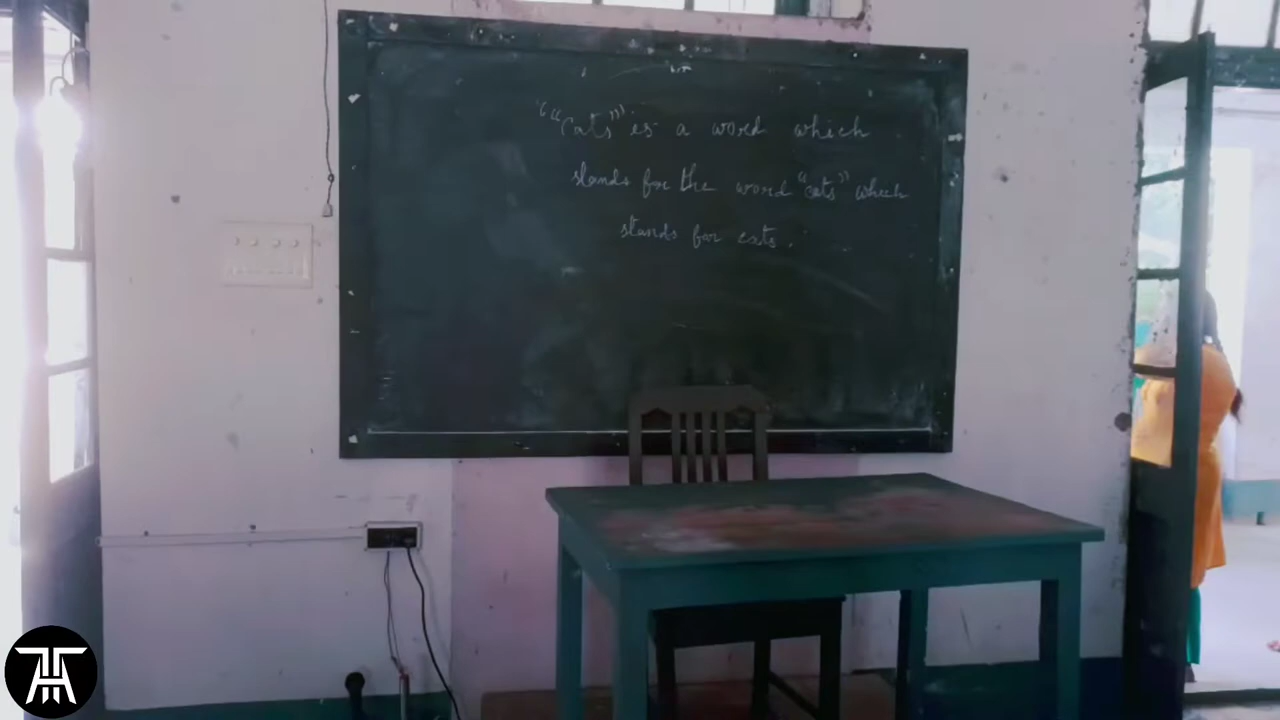 ““Cats”” is a word which
stands for the word “cats” which
stands for cats.